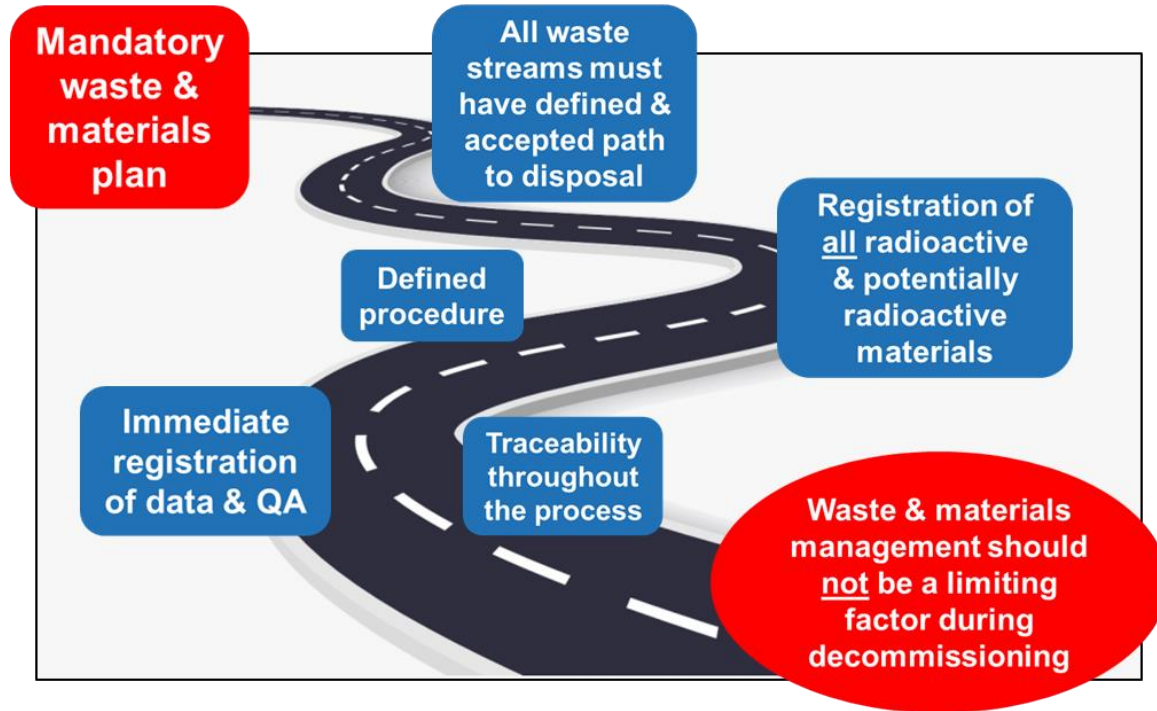 Mandatory
waste &
materials
plan
All waste
streams must
have defined &
accepted path
to disposal
Registration of
all radioactive
& potentially
radioactive
materials
Defined
procedure
Immediate
registration
of data & QA
Traceability
throughout
the process
Waste & materials
management should
not be a limiting
factor during
decommissioning